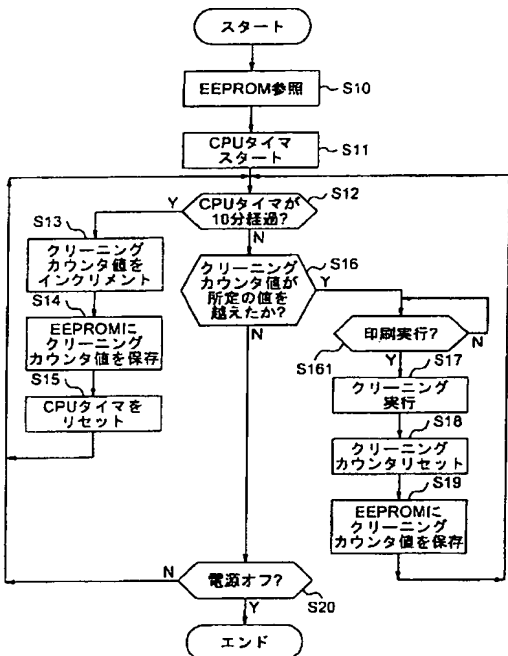 スタート
EEPROM参照
S10
CPUタイマ
スタート
S11
CPUタイマが
10分経過?
S12
Y
N
S13
クリーニング
カウンタ値を
インクリメント
S14
EEPROMに
クリーニング
カウンタ値を保存
S15
CPUタイマを
リセット
クリーニング
カウンタ値が
所定の値を
越えたか?
S16
Y
N
印刷実行?
N
S161
Y
S17
クリーニング
実行
S18
クリーニング
カウンタリセット
S19
EEPROMに
クリーニング
カウンタ値を保存
N
電源オフ?
S20
Y
エンド